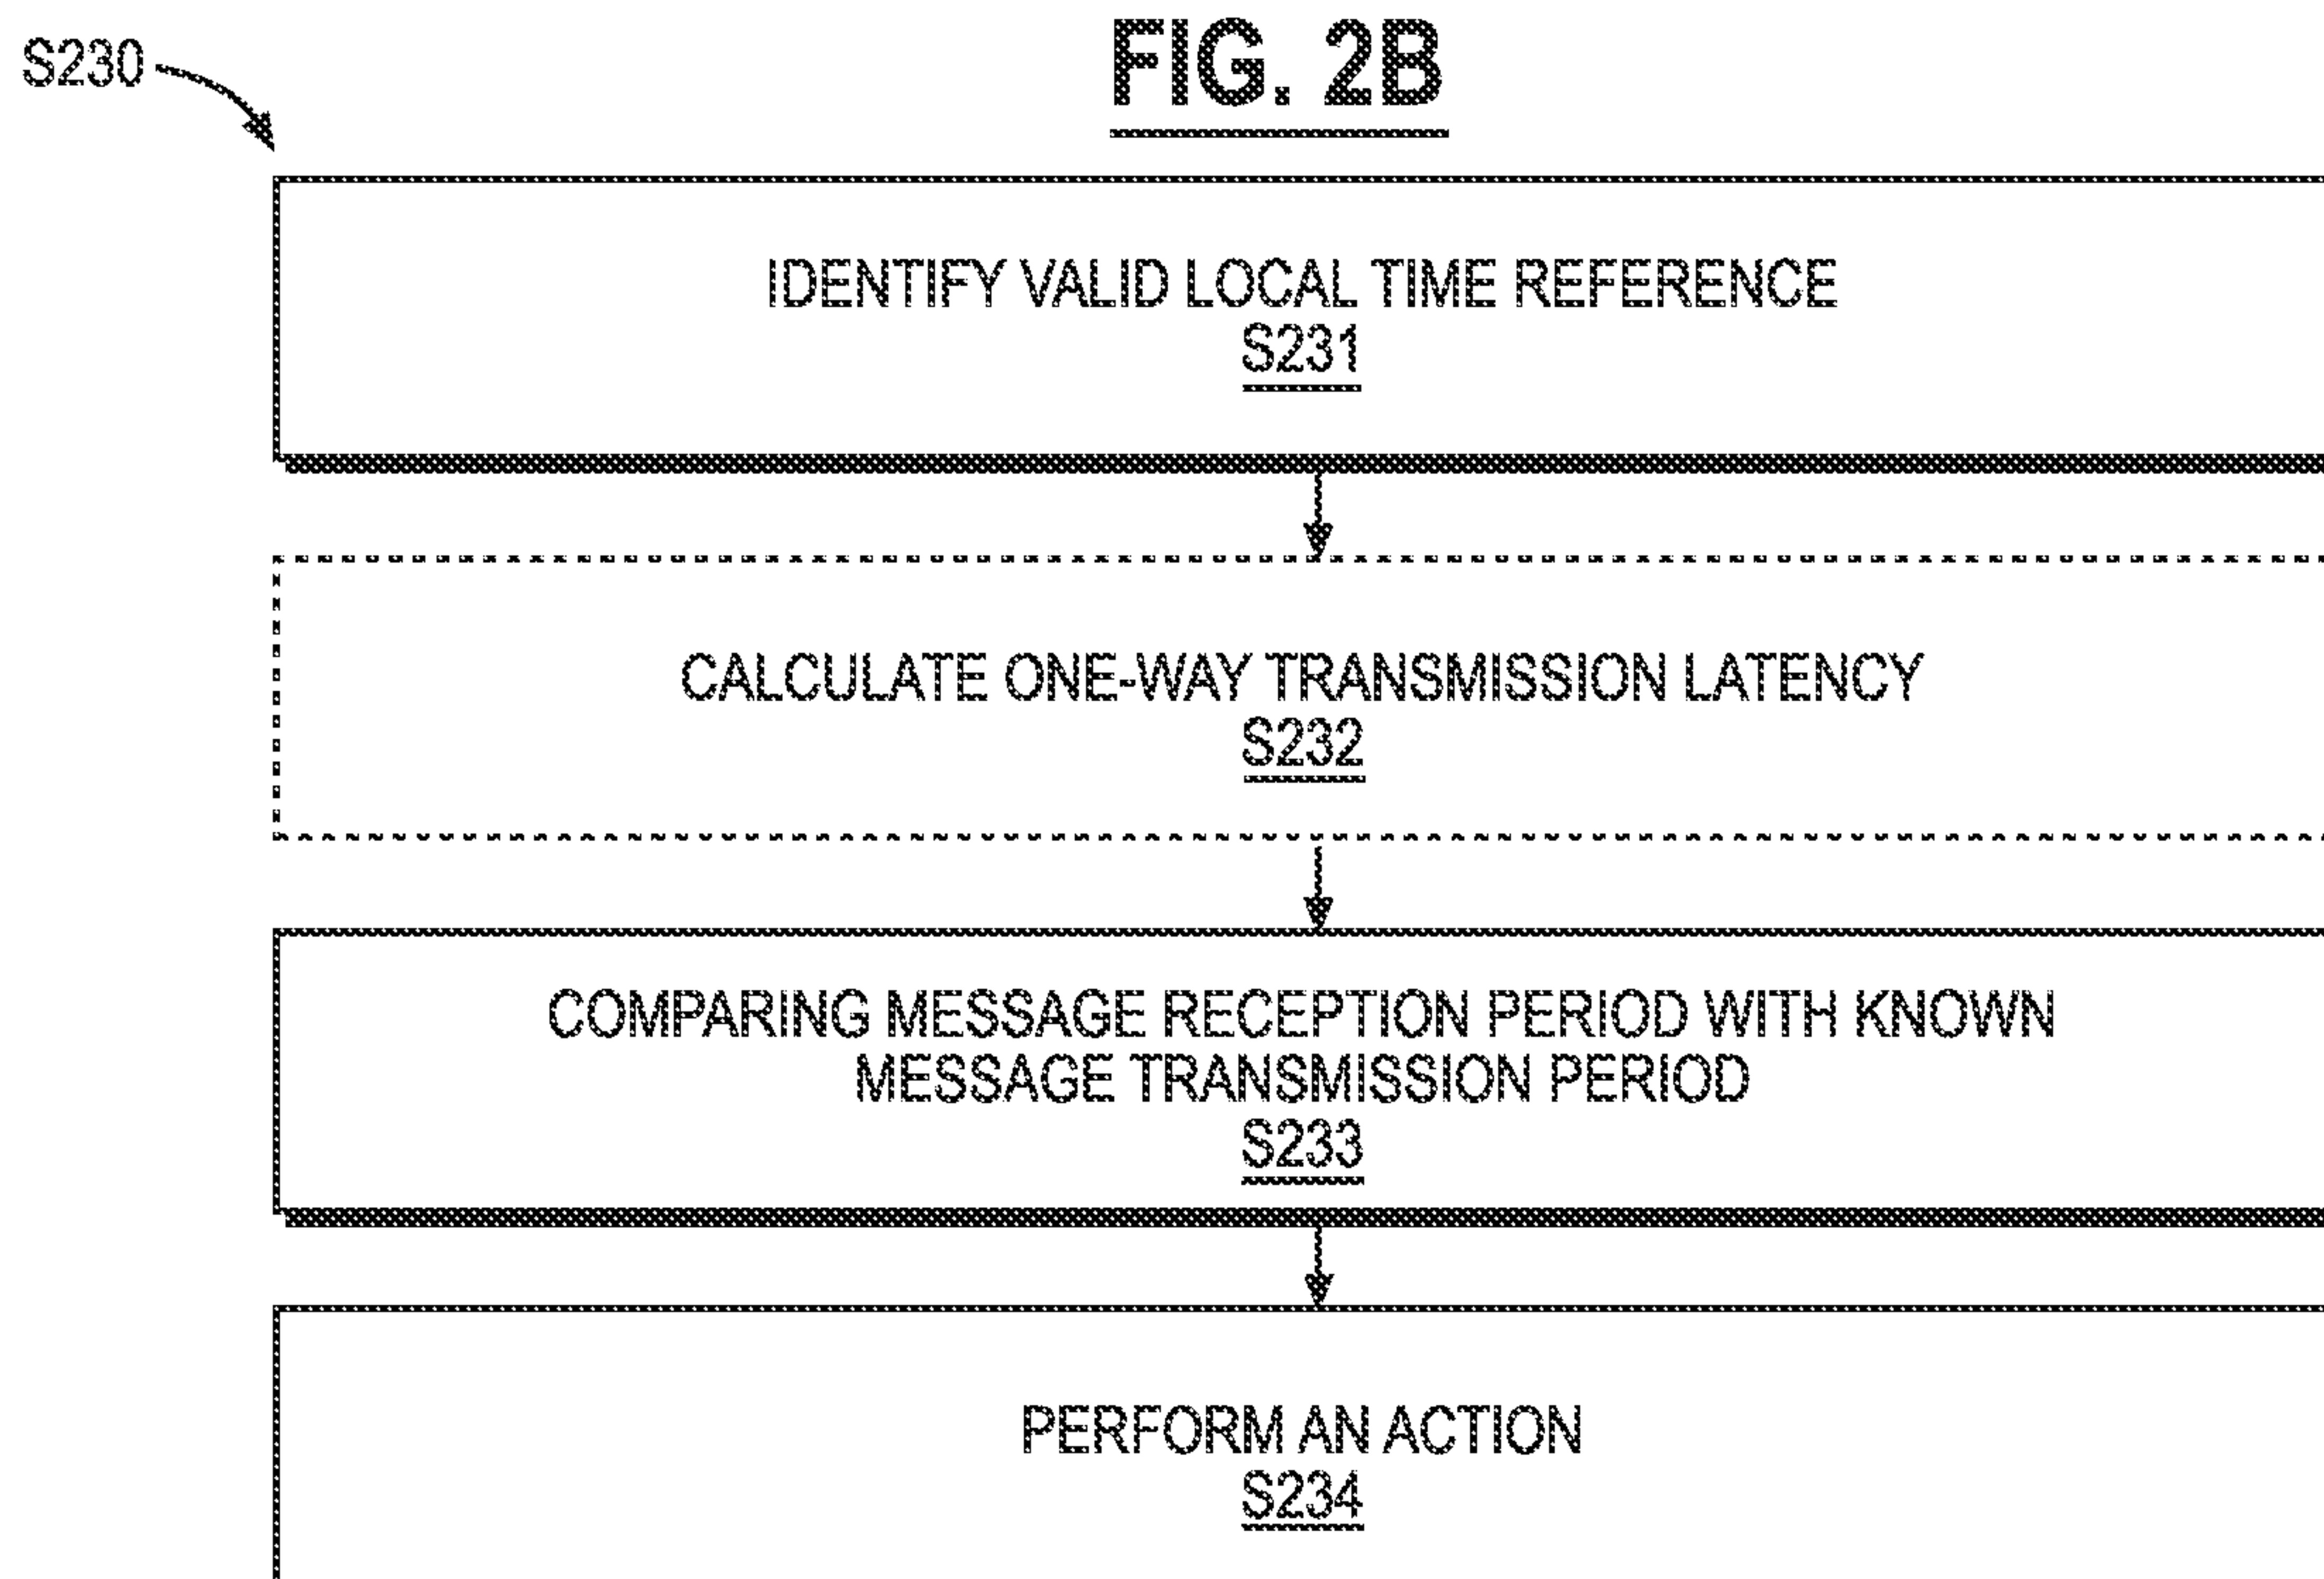 FIG. 2B
S230
IDENTIFY VALID LOCAL TIME REFERENCE
S231
CALCULATE ONE-WAY TRANSMISSION LATENCY
S232
COMPARING MESSAGE RECEPTION PERIOD WITH KNOWN
MESSAGE TRANSMISSION PERIOD
S233
PERFORM AN ACTION
S234